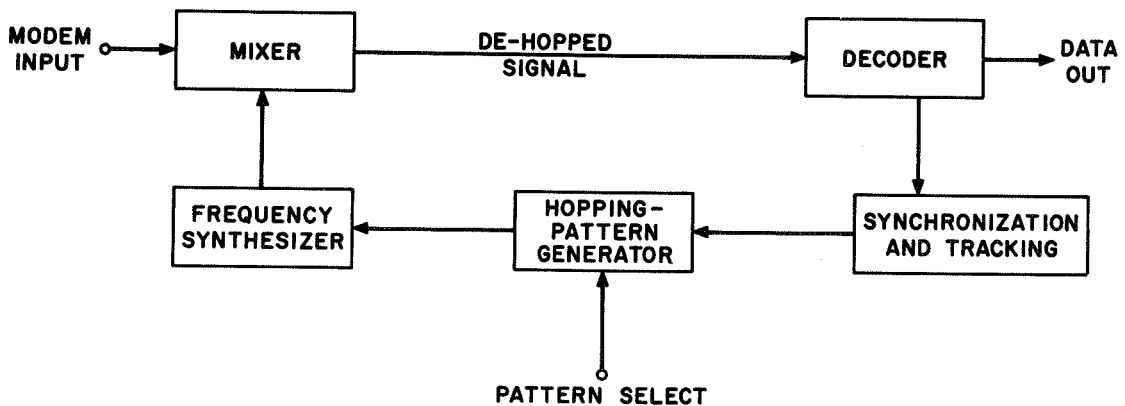 MODEM
INPUT
MIXER
DE-HOPPED
SIGNAL
DECODER
DATA
OUT
FREQUENCY
SYNTHESIZER
HOPPING-
PATTERN
GENERATOR
SYNCHRONIZATION
AND TRACKING
PATTERN SELECT